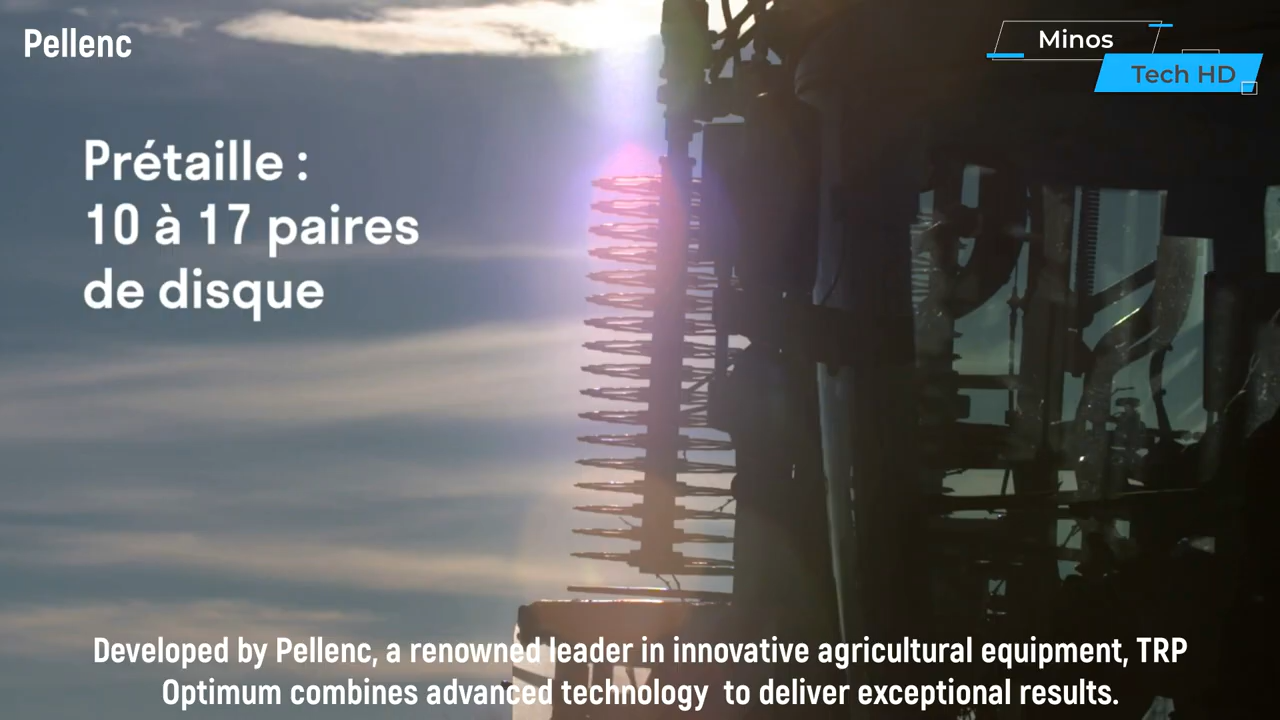 Pellenc
Minos
Tech HD
Prétaille :
10 à 17 paires
de disque
Developed by Pellenc, a renowned leader in innovative agricultural equipment, TRP
Optimum combines advanced technology to deliver exceptional results.